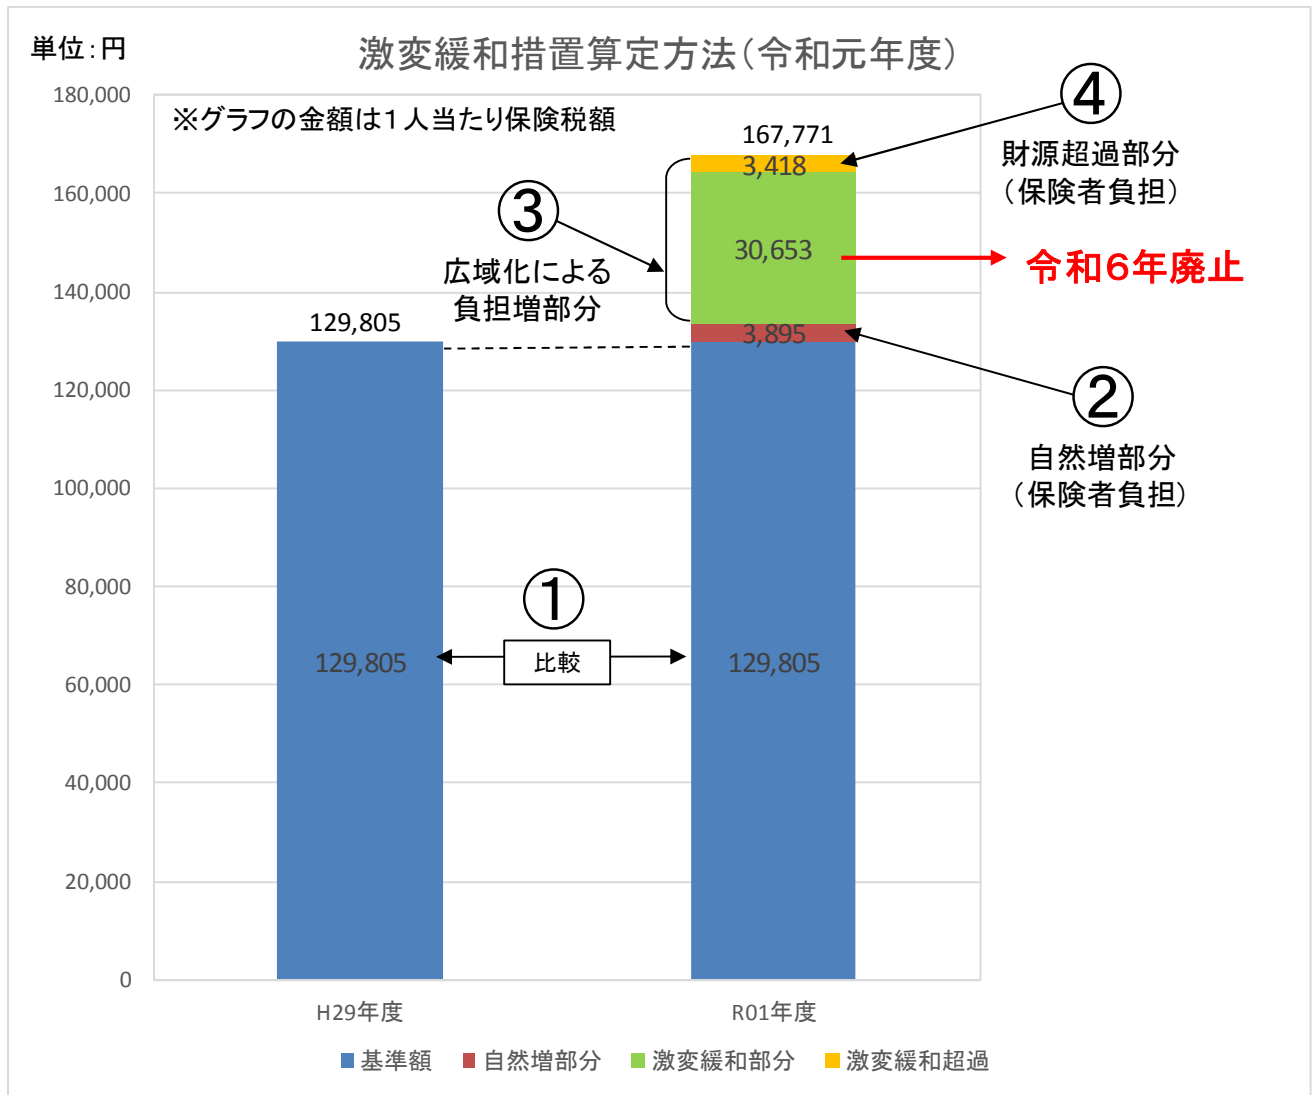 単位：円
激変緩和措置算定方法（令和元年度）
※グラフの金額は１人当たり保険税額
180,000
160,000
140,000
120,000
100,000
80,000
60,000
40,000
20,000
0
④
財源超過部分
（保険者負担）
167,771
3,418
③
広域化による
負担増部分
30,653
令和６年廃止
129,805
3,895
②
自然増部分
（保険者負担）
①
比較
129,805
129,805
H29年度
R01年度
基準額
自然増部分
激変緩和部分
激変緩和超過